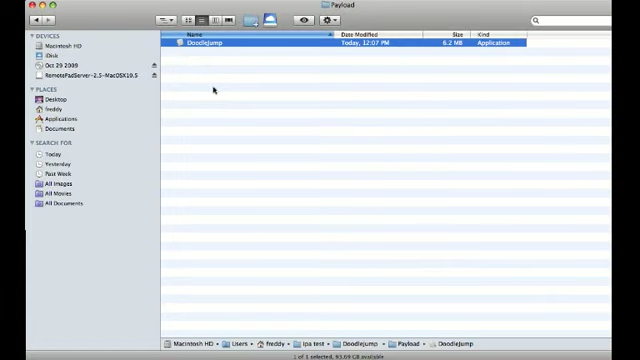 Payload
Name Date Modified Size Kind
DoodleJump Today, 12:07 PM 6.2 MB Application
DEVICES
Macintosh HD
iDisk
Oct 29 2009
RemotePadServer-2.5-MacOSX10.5
PLACES
Desktop
freddy
Applications
Documents
SEARCH FOR
Today
Yesterday
Past Week
All Images
All Movies
All Documents
Macintosh HD Users freddy ipa test DoodleJump Payload DoodleJump
1 of 1 selected, 93.69 GB available